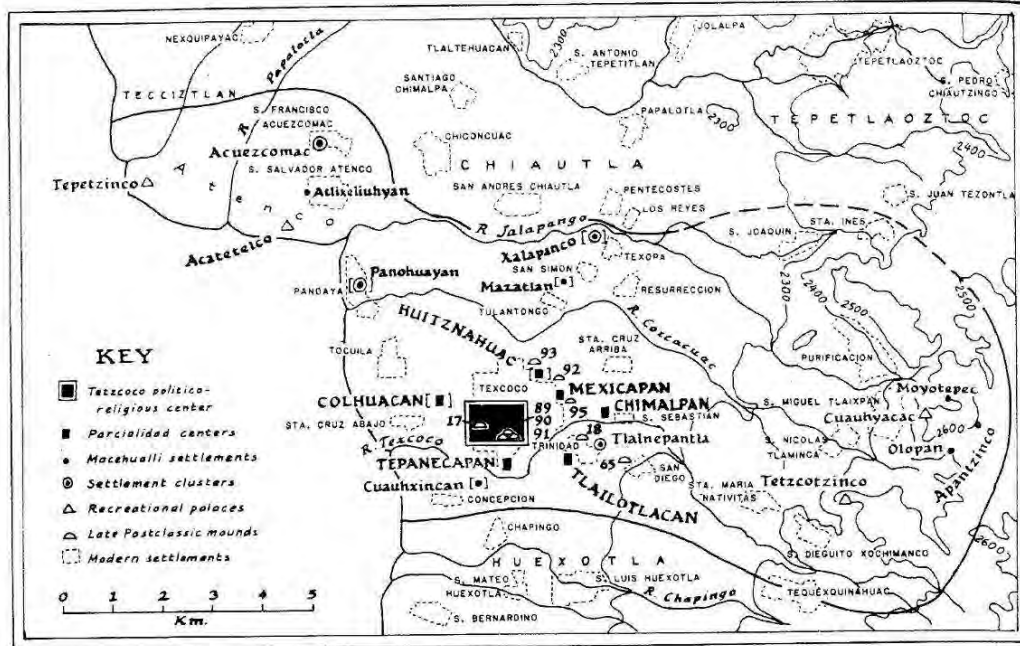 NEXQUIPAYAC
R Papalotla
TLALTEHUACAN
2300
S. ANTONIO
TEPETITLAN
JOLALPA
TEPETLAOZTOC
S. PEDRO
CHIAUTZINGO
SANTIAGO
CHIMALPA
TECCIZTLAN
S. FRANCISCO
ACUEZCOMAC
Acuezcomac
CHICONCUAC
PAPALOTLA
2300
TEPETLAOZTOC
2400
CHIAUTLA
Tepetzinco
Atenco
S. SALVADOR ATENCO
Atlixeliuhyan
SAN ANDRES CHIAUTLA
PENTECOSTES
LOS REYES
S. JUAN TEZONTLA
Acatetelco
R Jalapango
Xalapanco
TEXOPA
S. JOAQUIN
STA. INES
Panohuayan
PANOAYA
SAN SIMON
Mazatlan
RESURRECCION
TULANTONGO
2300
2400
2500
2500
HUITZNAHUAC
R. Coxcacuac
TOCUILA
93
92
STA. CRUZ
ARRIBA
PURIFICACION
TEXCOCO
MEXICAPAN
COLHUACAN
17
89
90
91
95
CHIMALPAN
S. SEBASTIAN
S. MIGUEL TLAIXPAN
Moyotepec
Cuauhyacac
2600
Olopan
Apantzinco
STA. CRUZ ABAJO
R. Texcoco
TRINIDAD
18
Tlalnepantla
S. NICOLAS
TLAMINCA
TEPANECAPAN
65
SAN
DIEGO
Cuauhxincan
TLAILOTLACAN
STA. MARIA
NATIVITAS
Tetzcotzinco
CONCEPCION
CHAPINGO
S. DIEGUITO XOCHIMANCO
2600
HUEXOTLA
S. MATEO
HUEXOTLA
S. LUIS HUEXOTLA
R. Chapingo
TEQUEXQUINAHUAC
S. BERNARDINO
KEY
Tetzcoco politico-
religious center
Parcialidad centers
Macehualli settlements
Settlement clusters
Recreational palaces
Late Postclassic mounds
Modern settlements
0 1 2 3 4 5
Km.